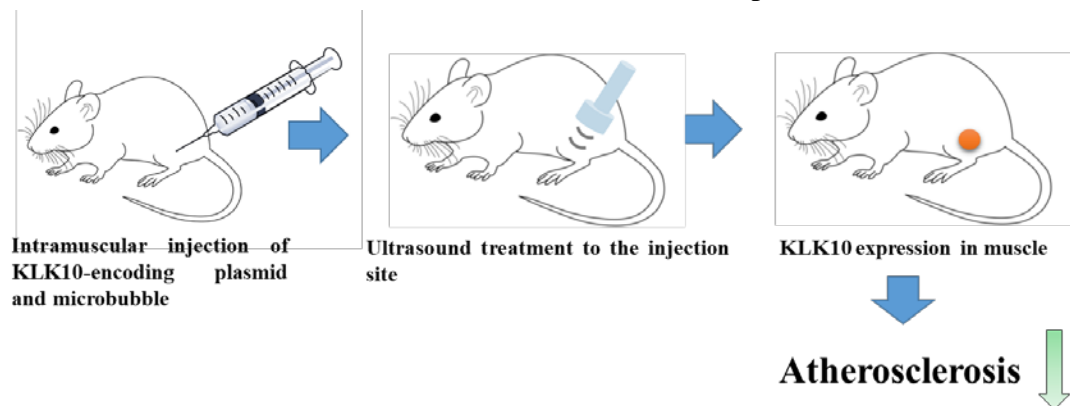 Intramuscular injection of
KLK10-encoding plasmid
and microbubble
Ultrasound treatment to the injection
site
KLK10 expression in muscle
Atherosclerosis